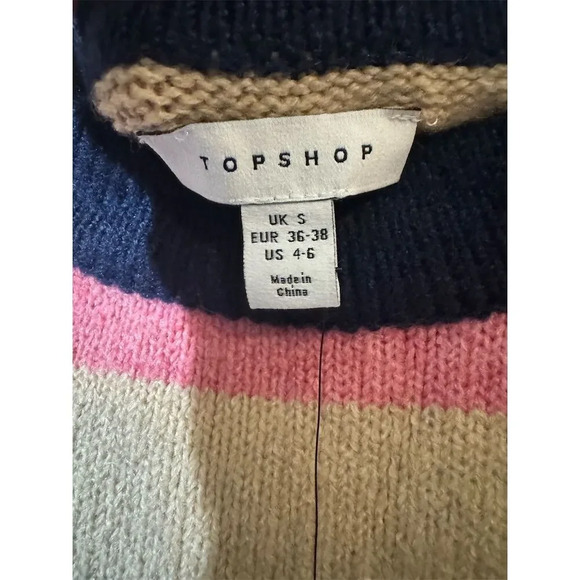 TOPSHOP
UK S
EUR 36-38
US 4-6
Made in
China